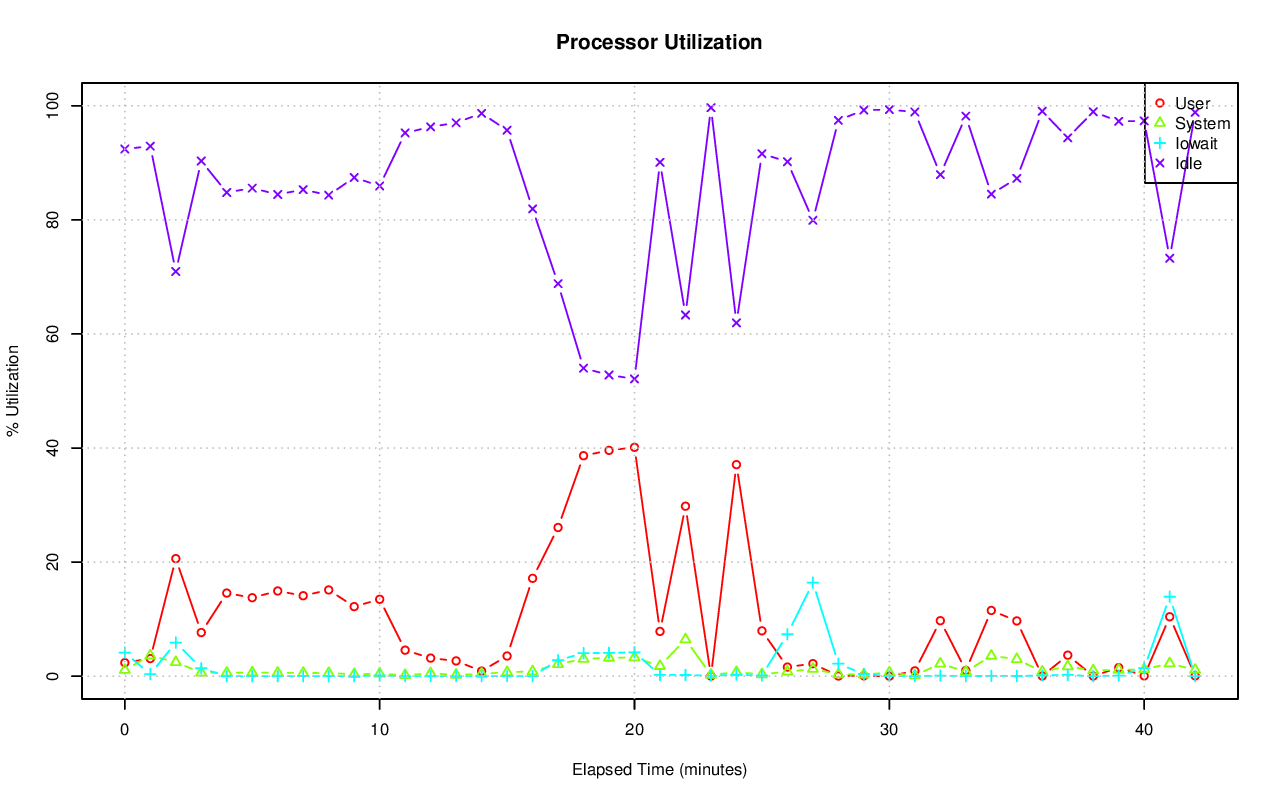 Processor Utilization
% Utilization
100
80
60
40
20
0
User
System
Iowait
Idle
0 10 20 30 40
Elapsed Time (minutes)